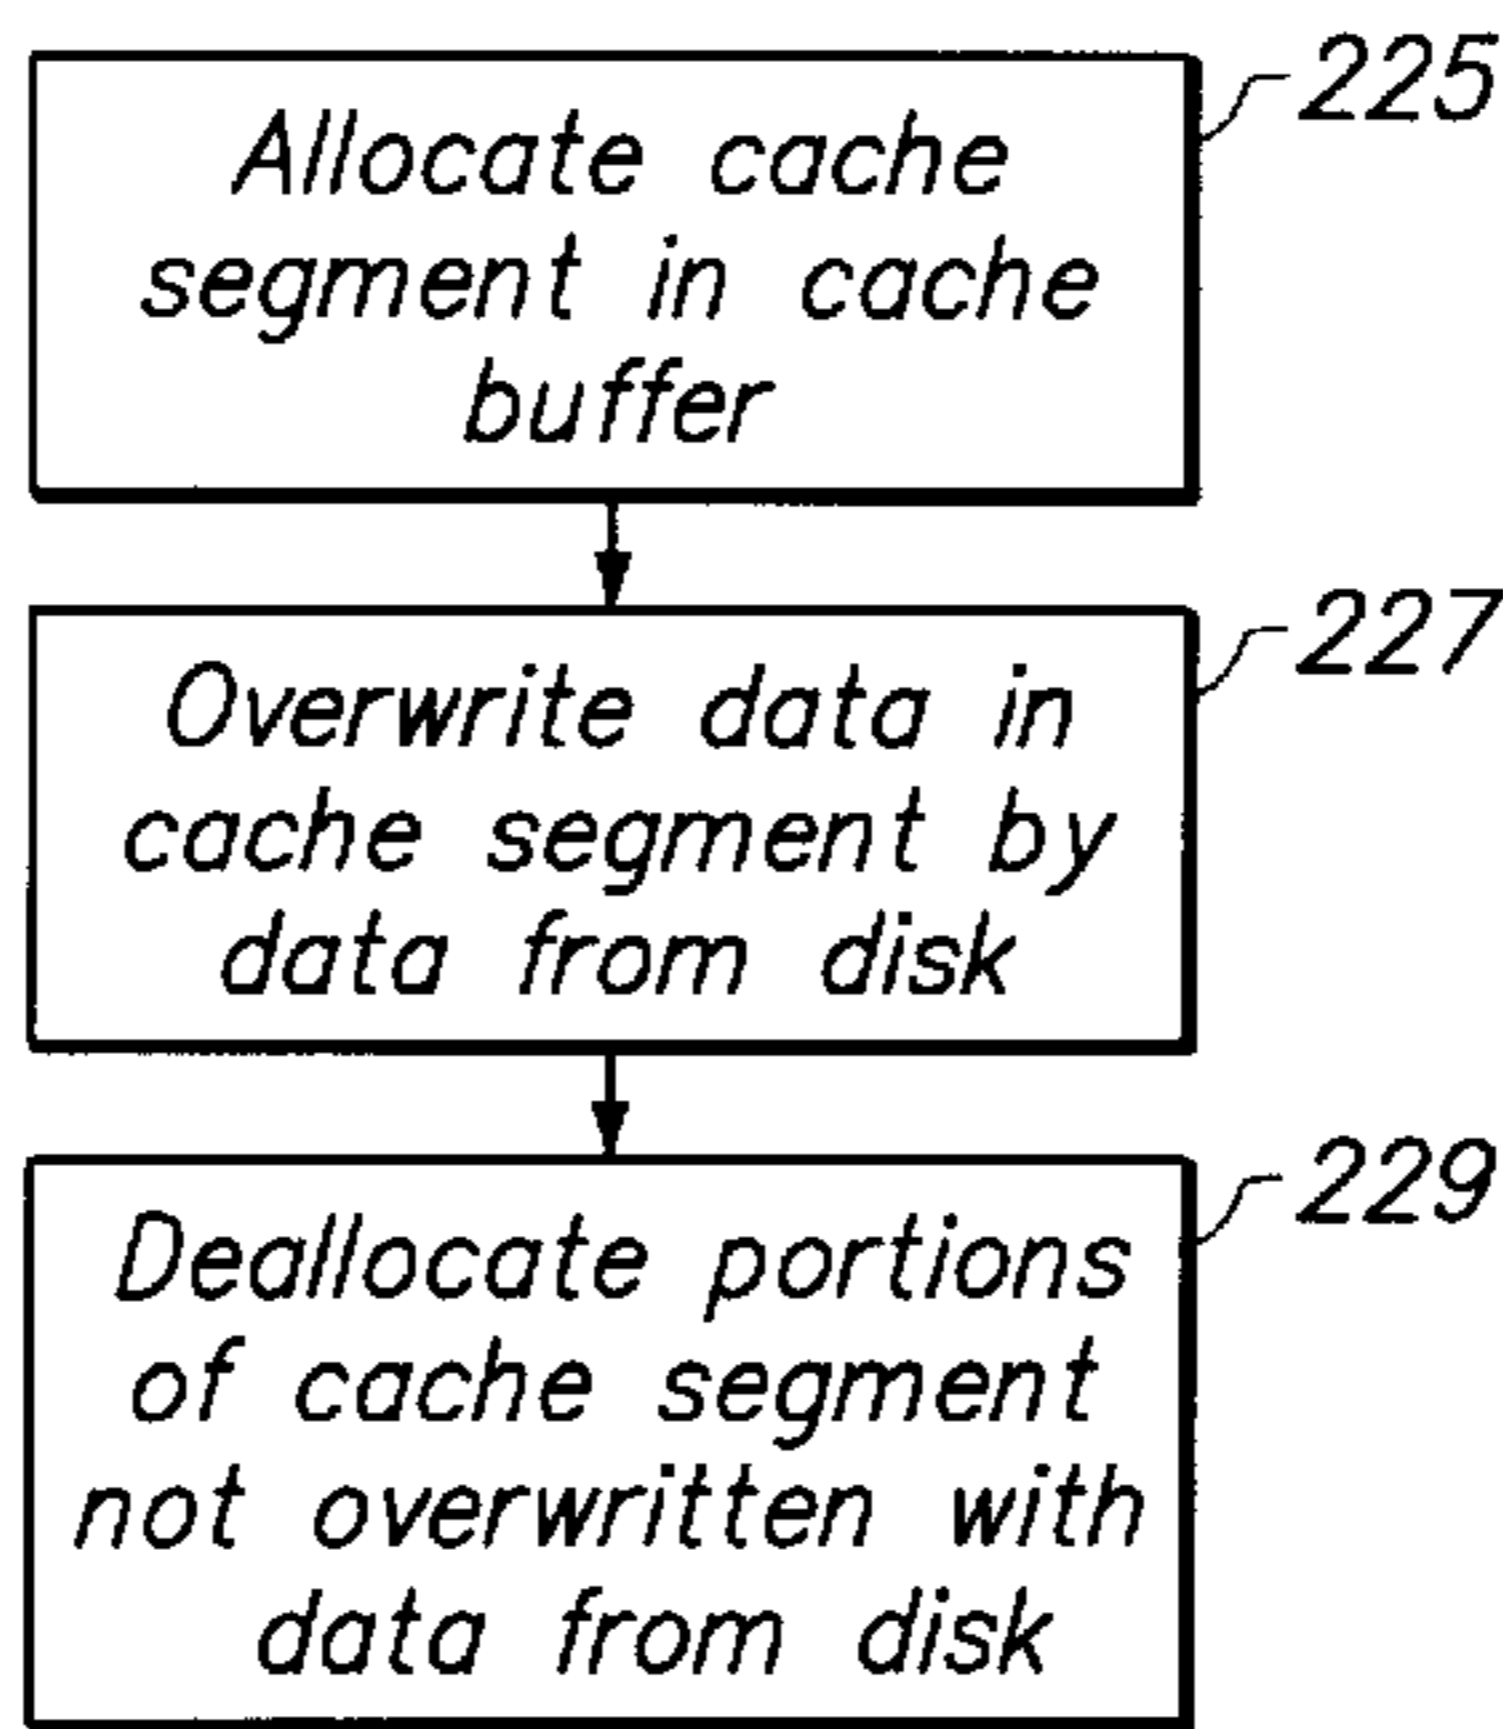 225
Allocate cache
segment in cache
buffer
227
Overwrite data in
cache segment by
data from disk
229
Deallocate portions
of cache segment
not overwritten with
data from disk